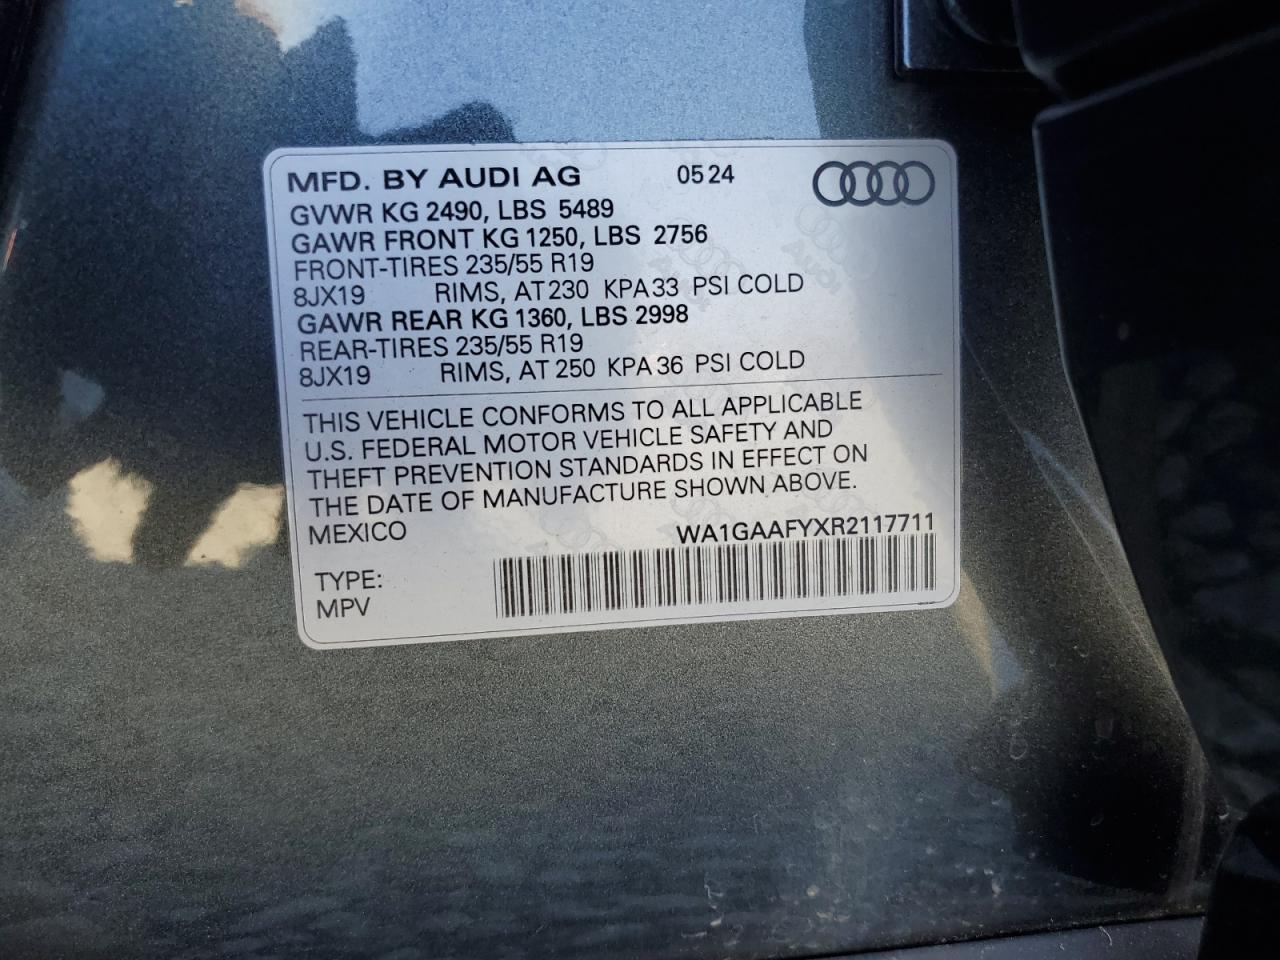 MFD. BY AUDI AG 0524
GVWR KG 2490, LBS 5489
GAWR FRONT KG 1250, LBS 2756
FRONT-TIRES 235/55 R19
8JX19 RIMS, AT 230 KPA 33 PSI COLD
GAWR REAR KG 1360, LBS 2998
REAR-TIRES 235/55 R19
8JX19 RIMS, AT 250 KPA 36 PSI COLD
THIS VEHICLE CONFORMS TO ALL APPLICABLE
U.S. FEDERAL MOTOR VEHICLE SAFETY AND
THEFT PREVENTION STANDARDS IN EFFECT ON
THE DATE OF MANUFACTURE SHOWN ABOVE.
MEXICO WA1GAAFYXR2117711
TYPE:
MPV